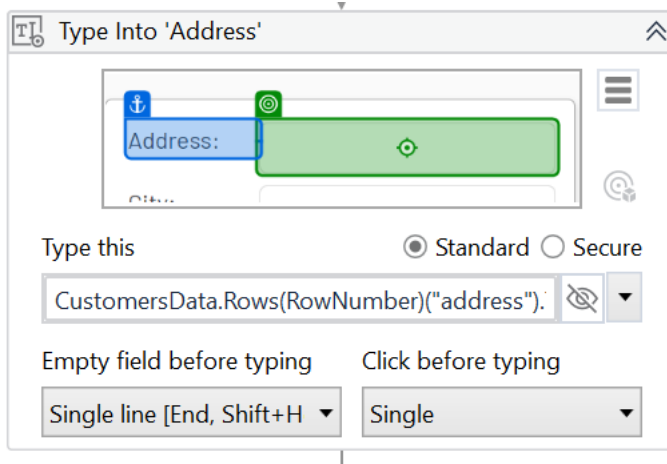 Type Into 'Address'
Address:
City:
Type this
Standard Secure
CustomersData.Rows(RowNumber)("address").
Empty field before typing Click before typing
Single line [End, Shift+H Single